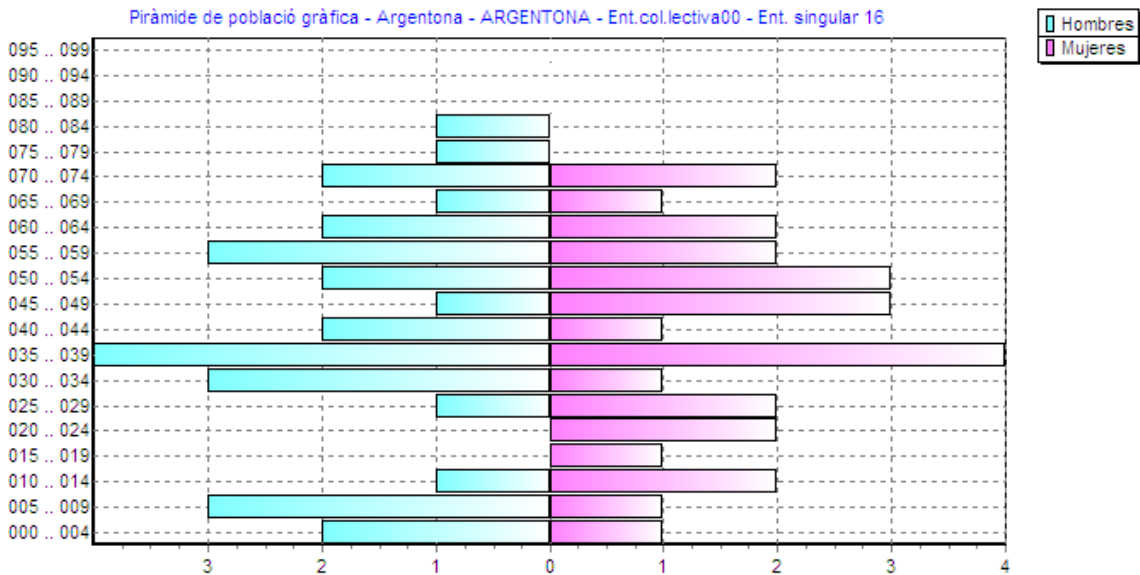 Piràmide de població gràfica - Argentona - ARGENTONA - Ent.col.lectiva00 - Ent. singular 16
Hombres
Mujeres
095 .. 099
090 .. 094
085 .. 089
080 .. 084
075 .. 079
070 .. 074
065 .. 069
060 .. 064
055 .. 059
050 .. 054
045 .. 049
040 .. 044
035 .. 039
030 .. 034
025 .. 029
020 .. 024
015 .. 019
010 .. 014
005 .. 009
000 .. 004
3 2 1 0 1 2 3 4